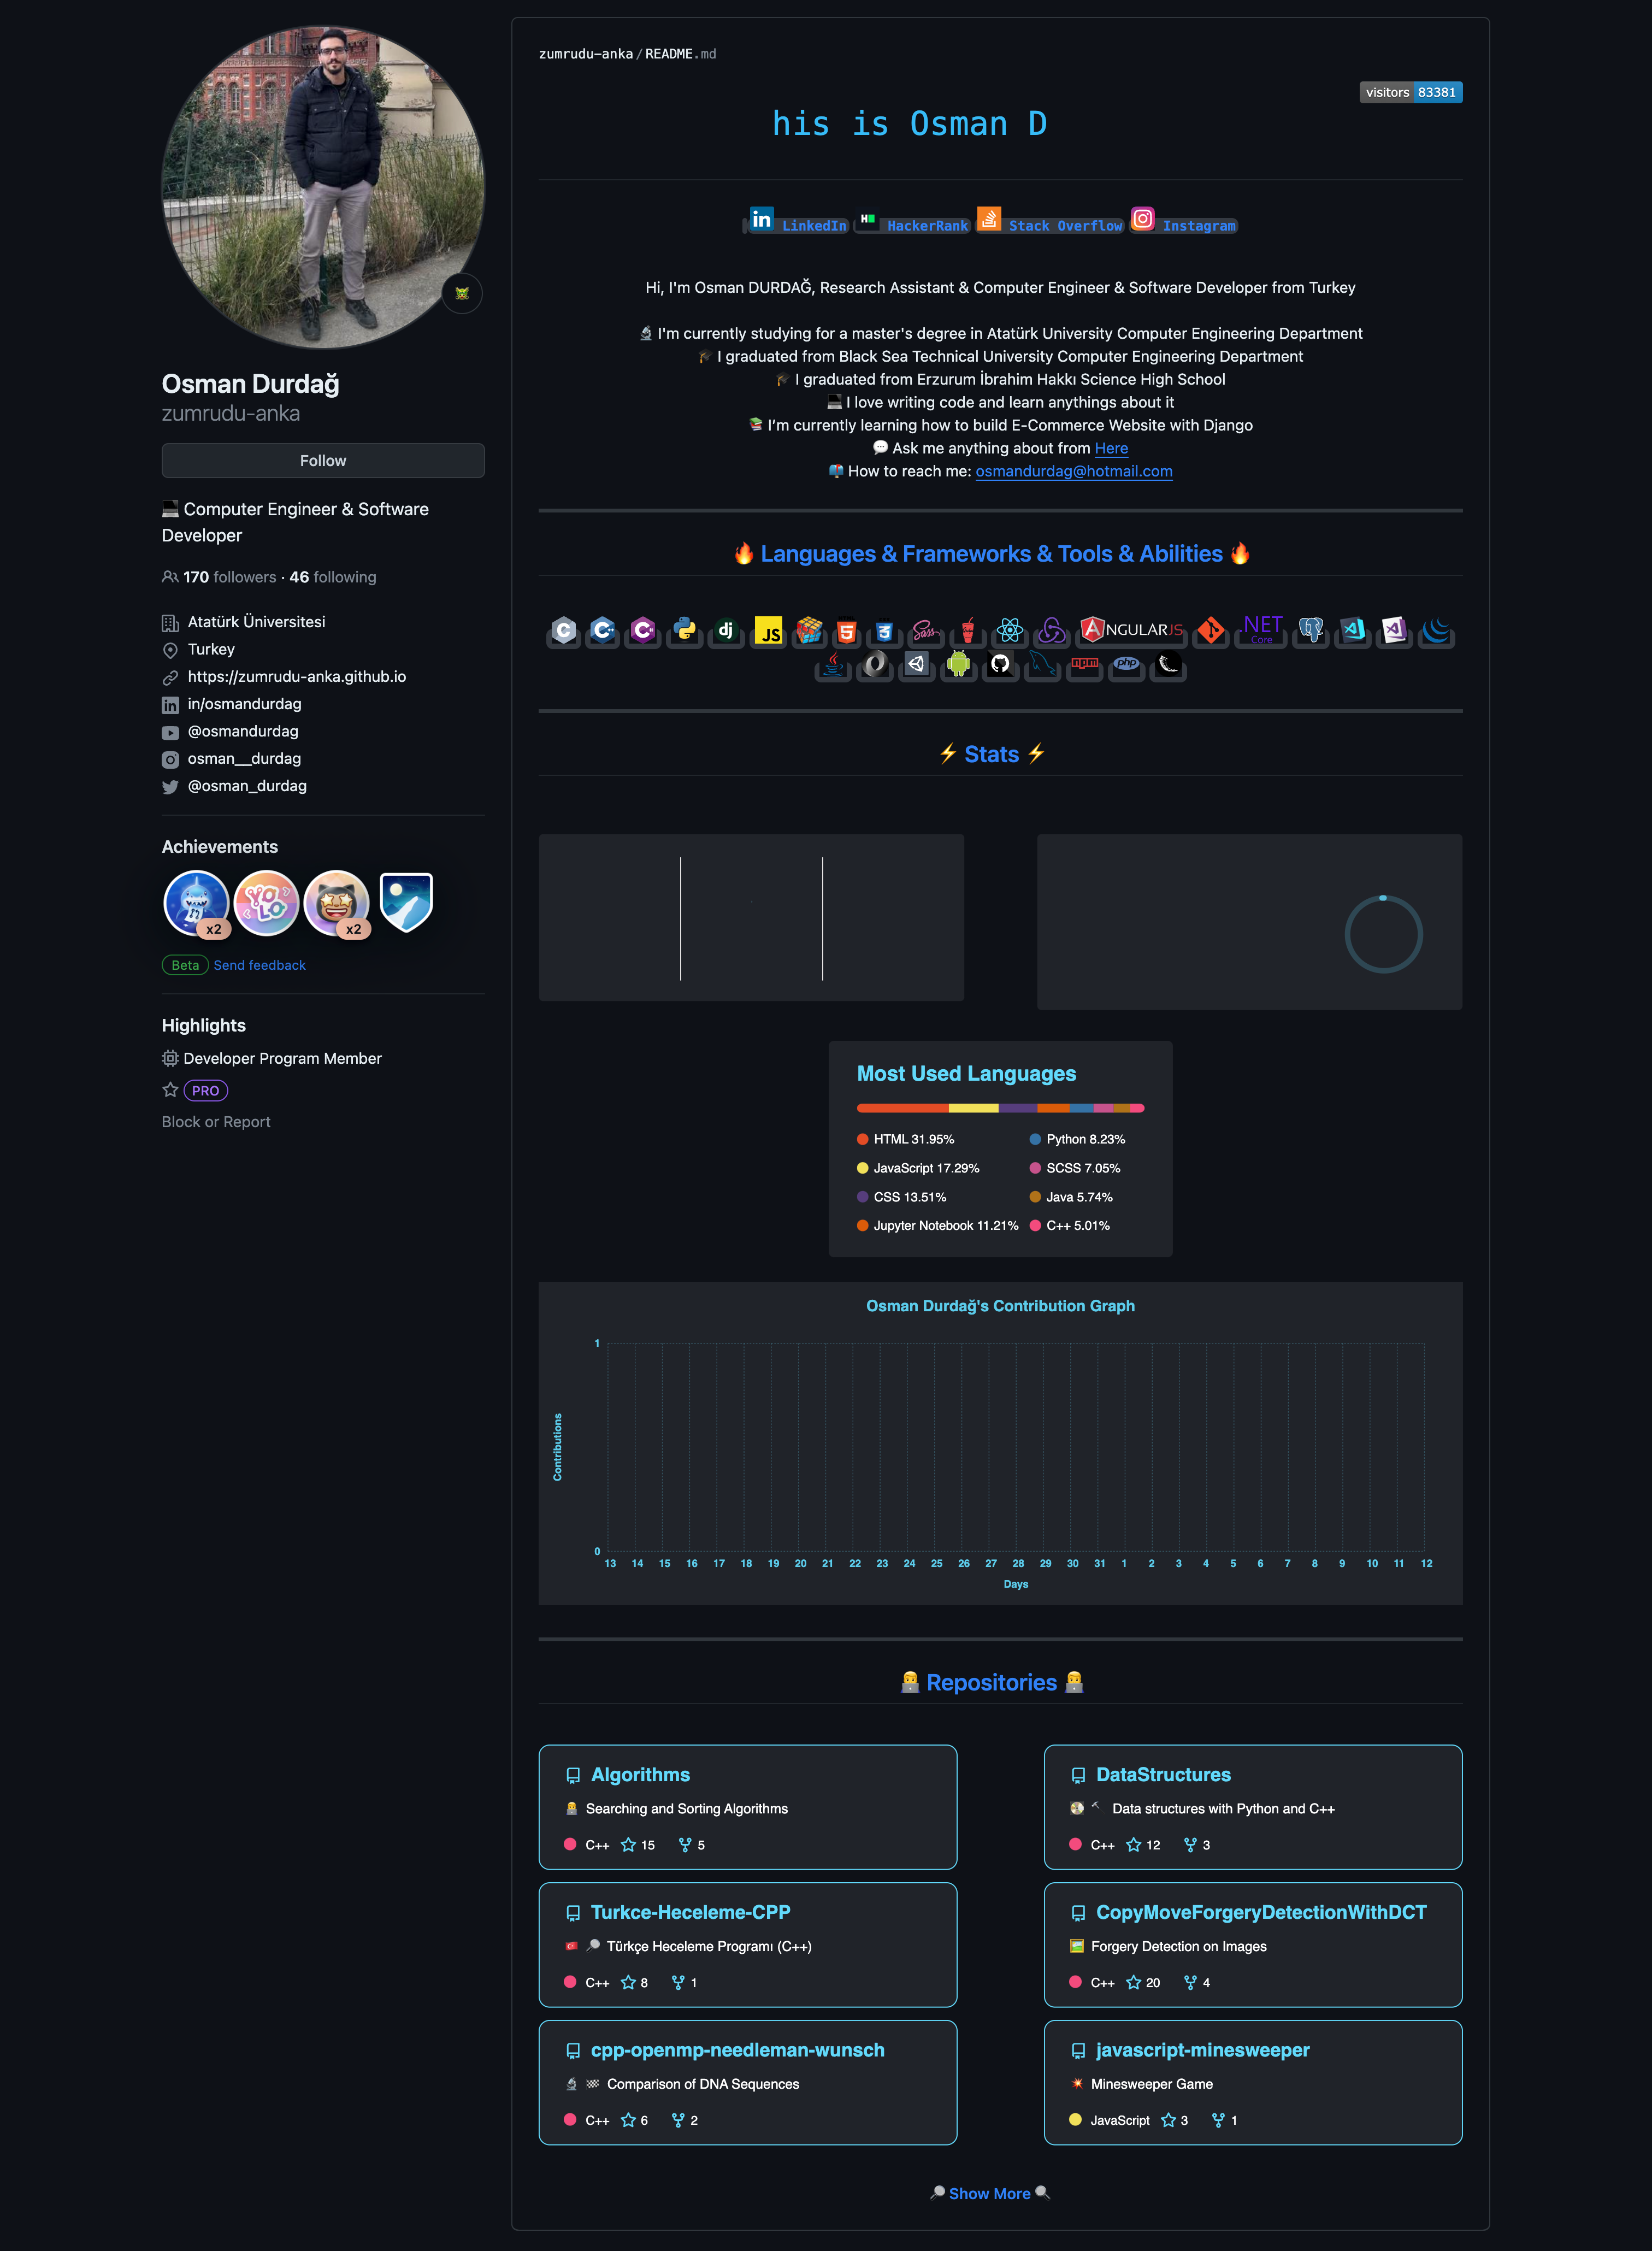 Osman Durdağ
zumrudu-anka
Follow
Computer Engineer & Software
Developer
170 followers · 46 following
Atatürk Üniversitesi
Turkey
https://zumrudu-anka.github.io
in/osmandurdag
@osmandurdag
osman__durdag
@osman_durdag
Achievements
x2
YOLO
x2
Beta Send feedback
Highlights
Developer Program Member
PRO
Block or Report
zumrudu-anka/README.md
visitors 83381
his is Osman D
LinkedIn HackerRank Stack Overflow Instagram
Hi, I'm Osman DURDAĞ, Research Assistant & Computer Engineer & Software Developer from Turkey
I'm currently studying for a master's degree in Atatürk University Computer Engineering Department
I graduated from Black Sea Technical University Computer Engineering Department
I graduated from Erzurum İbrahim Hakkı Science High School
I love writing code and learn anythings about it
I’m currently learning how to build E-Commerce Website with Django
Ask me anything about from Here
How to reach me: osmandurdag@hotmail.com
Languages & Frameworks & Tools & Abilities
C C++ C# dj JS 5 3 Sass ANGULARJS .NET Core
npm php
Stats
Most Used Languages
HTML 31.95%
JavaScript 17.29%
CSS 13.51%
Jupyter Notebook 11.21%
Python 8.23%
SCSS 7.05%
Java 5.74%
C++ 5.01%
Osman Durdağ's Contribution Graph
1
Contributions
0
13 14 15 16 17 18 19 20 21 22 23 24 25 26 27 28 29 30 31 1 2 3 4 5 6 7 8 9 10 11 12
Days
Repositories
Algorithms
Searching and Sorting Algorithms
C++ 15 5
DataStructures
Data structures with Python and C++
C++ 12 3
Turkce-Heceleme-CPP
Türkçe Heceleme Programı (C++)
C++ 8 1
CopyMoveForgeryDetectionWithDCT
Forgery Detection on Images
C++ 20 4
cpp-openmp-needleman-wunsch
Comparison of DNA Sequences
C++ 6 2
javascript-minesweeper
Minesweeper Game
JavaScript 3 1
Show More